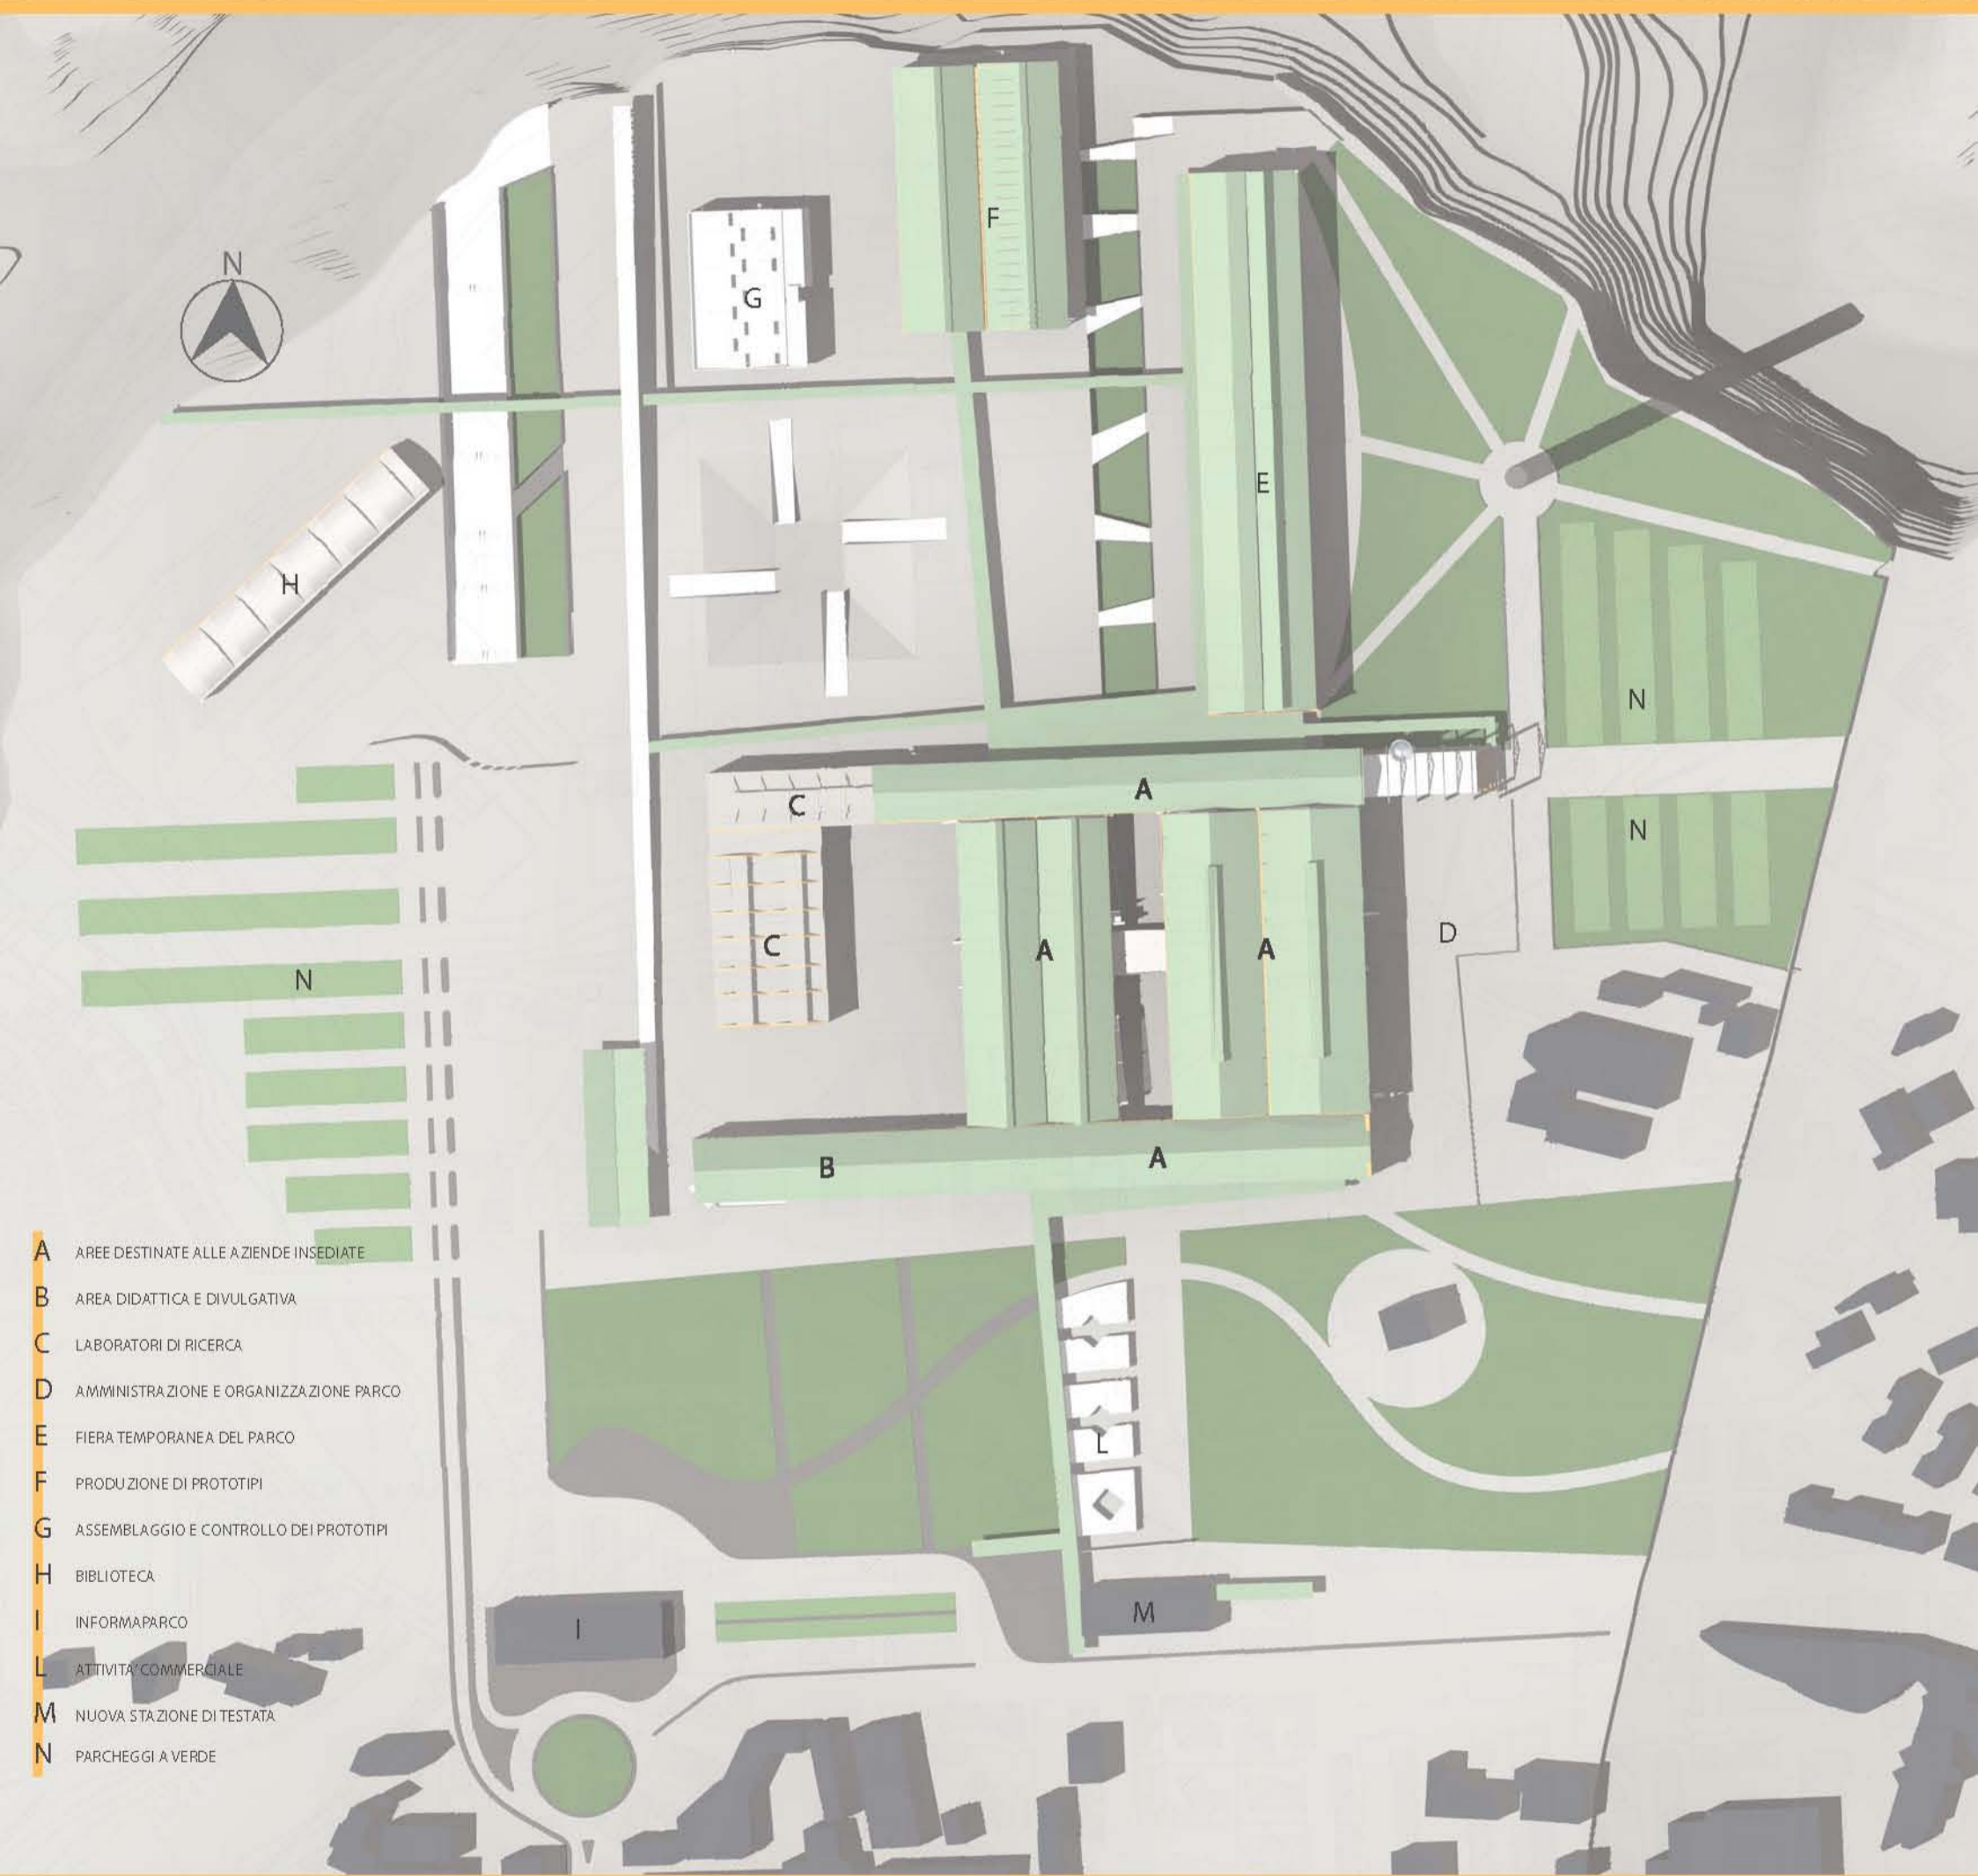 F
N
G
E
H
N
A
C
N
D
C
A
A
N
A
B
L
M
I
A AREE DESTINATE ALLE AZIENDE INSEDIATE
B AREA DIDATTICA E DIVULGATIVA
C LABORATORI DI RICERCA
D AMMINISTRAZIONE E ORGANIZZAZIONE PARCO
E FIERA TEMPORANEA DEL PARCO
F PRODUZIONE DI PROTOTIPI
G ASSEMBLAGGIO E CONTROLLO DEI PROTOTIPI
H BIBLIOTECA
I INFORMAPARCO
L ATTIVITA' COMMERCIALE
M NUOVA STAZIONE DI TESTATA
N PARCHEGGI A VERDE